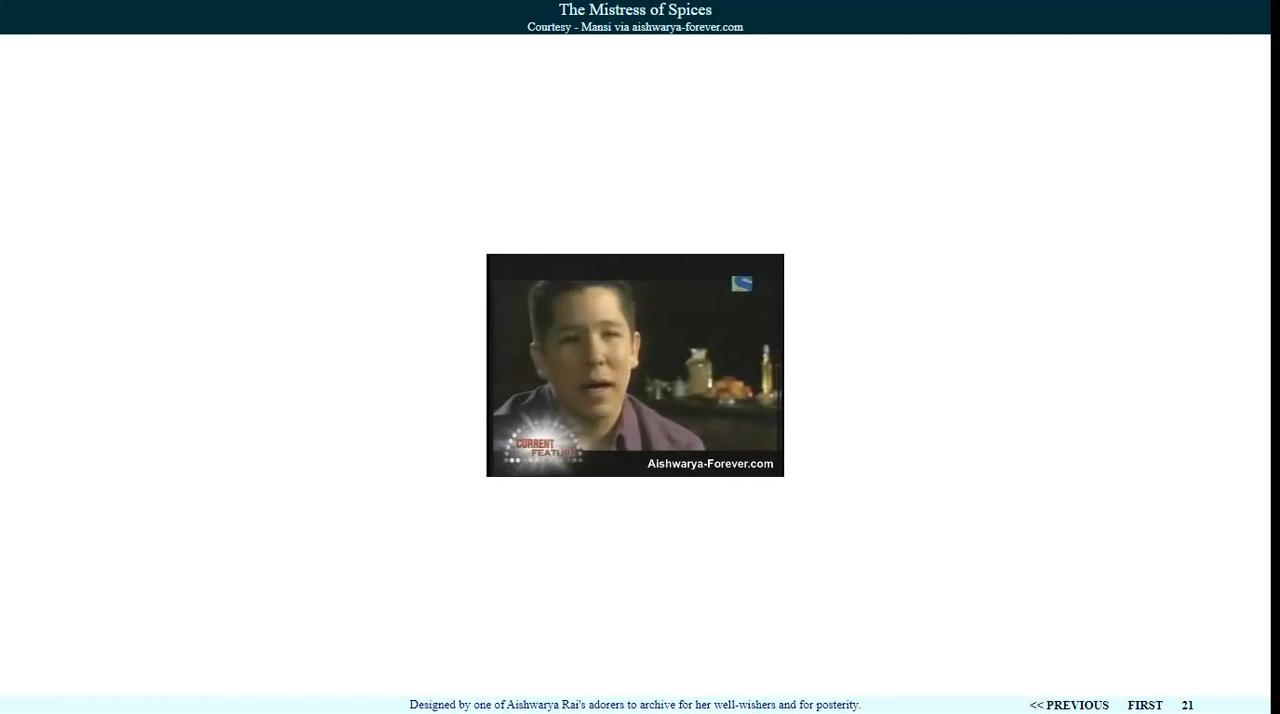 The Mistress of Spices
Courtesy - Mansi via aishwarya-forever.com
CURRENT
FEATURE
Aishwarya-Forever.com
Designed by one of Aishwarya Rai's adorers to archive for her well-wishers and for posterity.
<< PREVIOUS FIRST 21